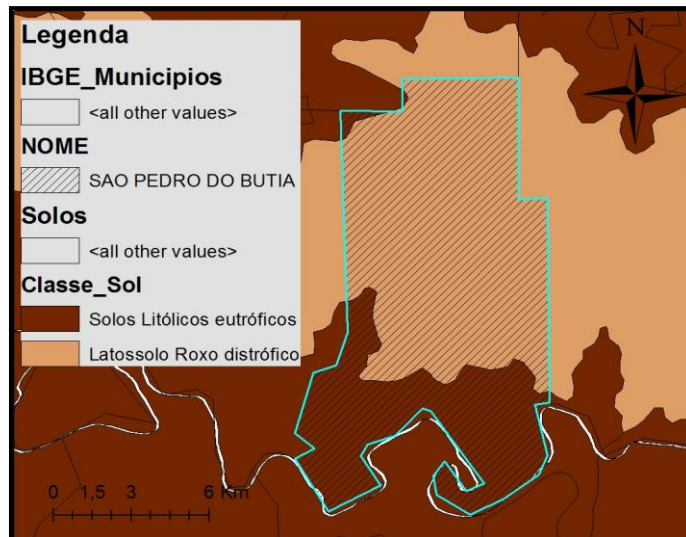 Legenda
IBGE_Municipios
<all other values>
NOME
SAO PEDRO DO BUTIA
Solos
<all other values>
Classe_Sol
Solos Litólicos eutróficos
Latossolo Roxo distrófico
N
0 1,5 3 6 Km